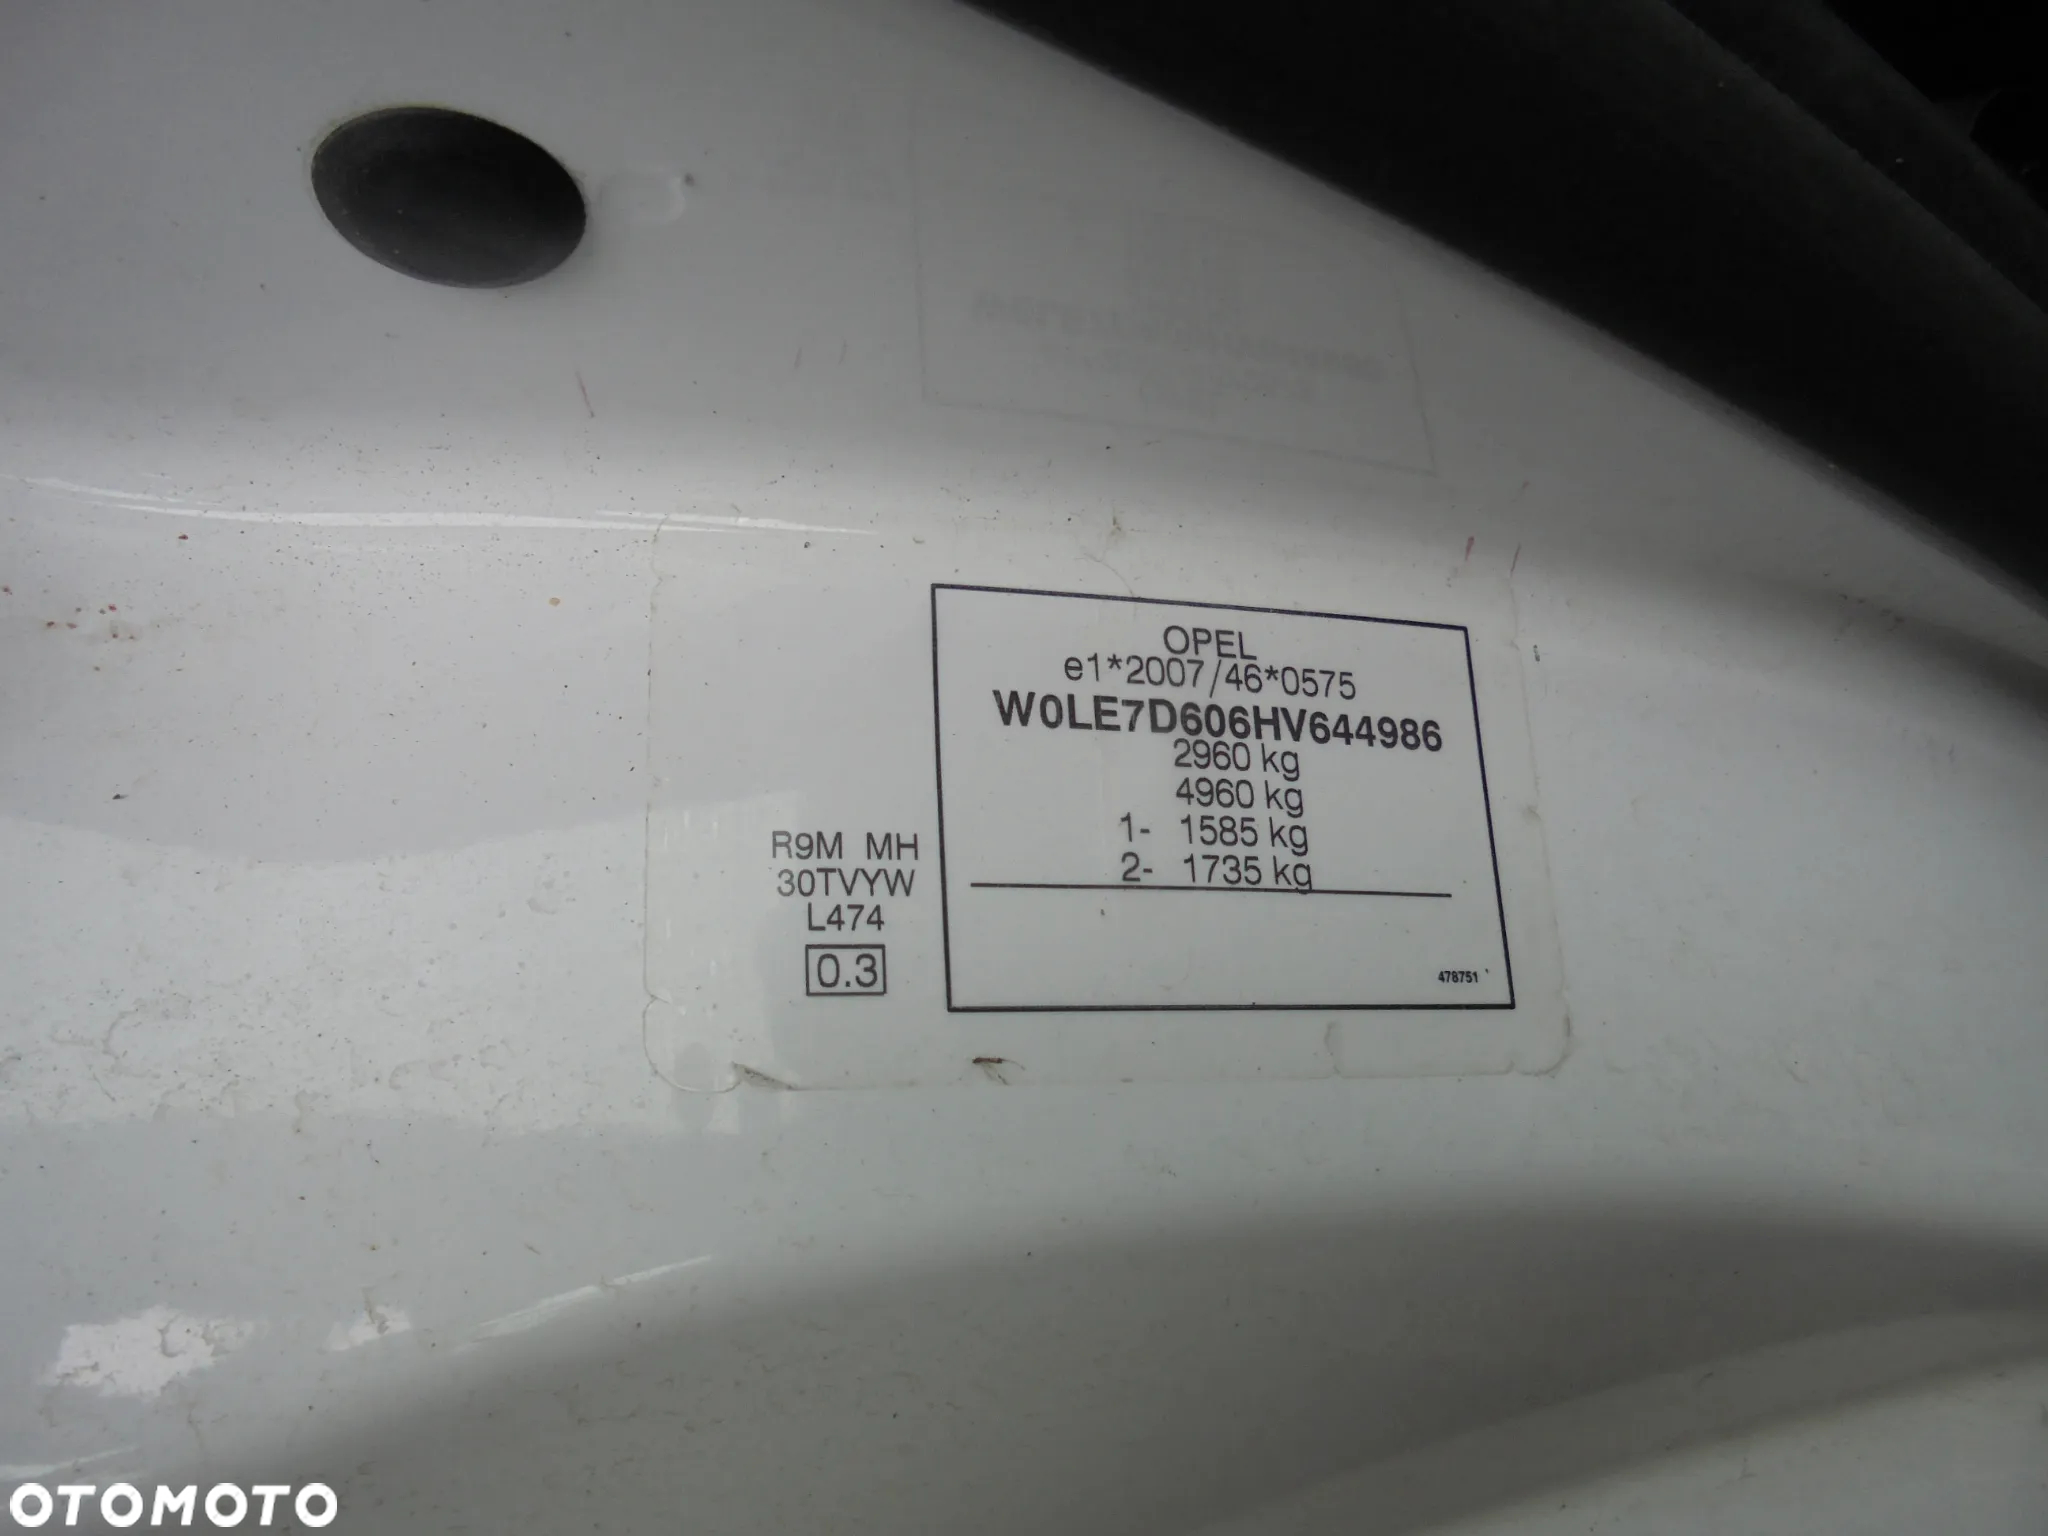 OPEL
e1*2007/46*0575
W0LE7D606HV644986
2960 kg
4960 kg
1- 1585 kg
2- 1735 kg
R9M MH
30TVYW
L474
0.3
478751
OTOMOTO